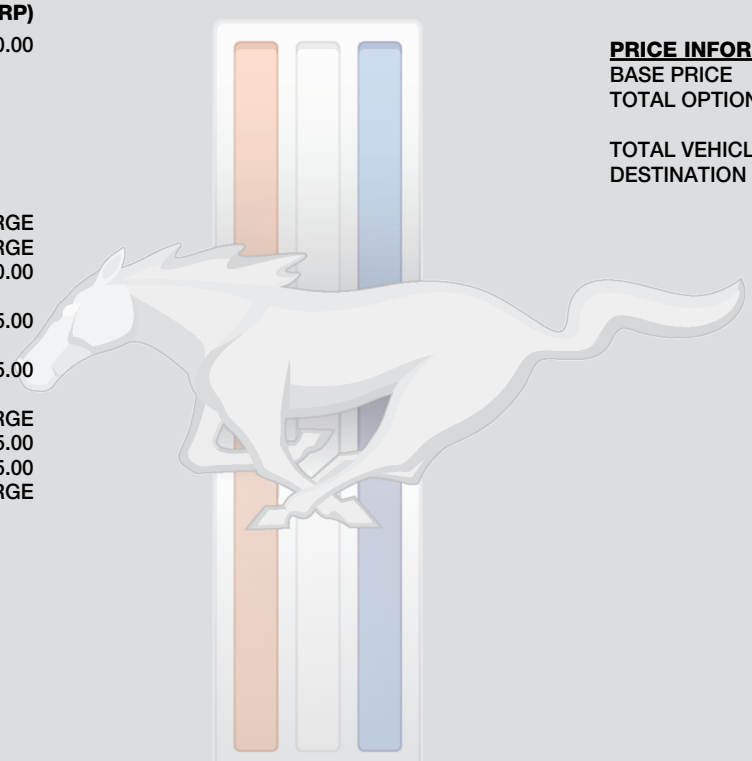 RP)
0.00
RGE
RGE
0.00
5.00
5.00
RGE
5.00
5.00
RGE
PRICE INFOR
BASE PRICE
TOTAL OPTION
TOTAL VEHICL
DESTINATION